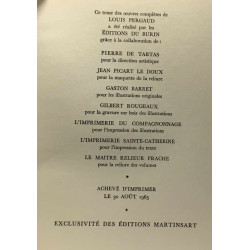 Ce tome des œuvres complètes de
LOUIS PERGAUD
a été réalisé par les
ÉDITIONS DU BURIN
grâce à la collaboration de :
PIERRE DE TARTAS
pour la direction artistique
JEAN PICART LE DOUX
pour la maquette de la reliure
GASTON BARRET
pour les illustrations originales
GILBERT ROUGEAUX
pour la gravure sur bois des illustrations
L'IMPRIMERIE DU COMPAGNONNAGE
pour l'impression des illustrations
L'IMPRIMERIE SAINTE-CATHERINE
pour l'impression du texte
LE MAITRE RELIEUR FRACHE
pour la reliure des volumes
*
ACHEVÉ D'IMPRIMER
LE 30 AOÛT 1965
*
EXCLUSIVITÉ DES ÉDITIONS MARTINSART